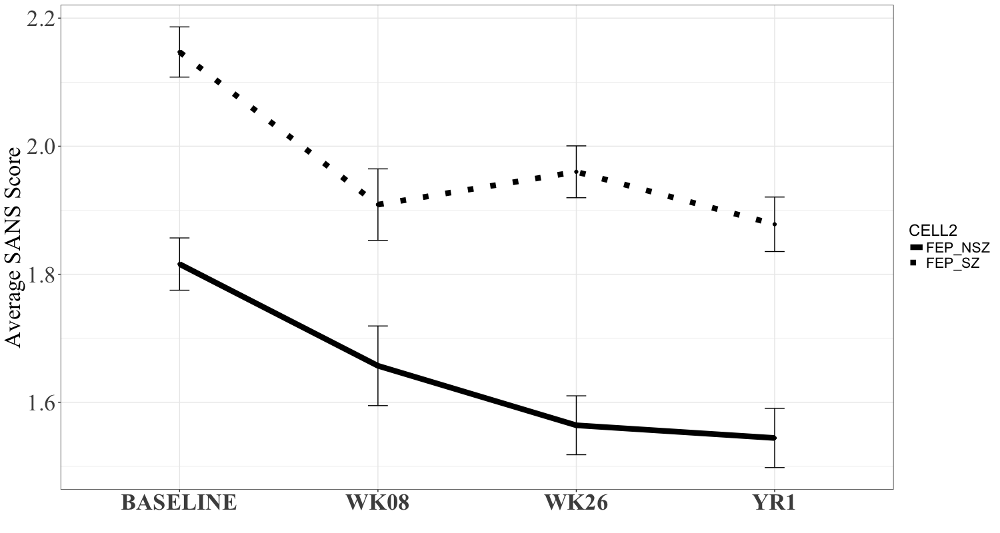 Average SANS Score
2.2
2.0
1.8
1.6
BASELINE WK08 WK26 YR1
CELL2
FEP_NSZ
FEP_SZ